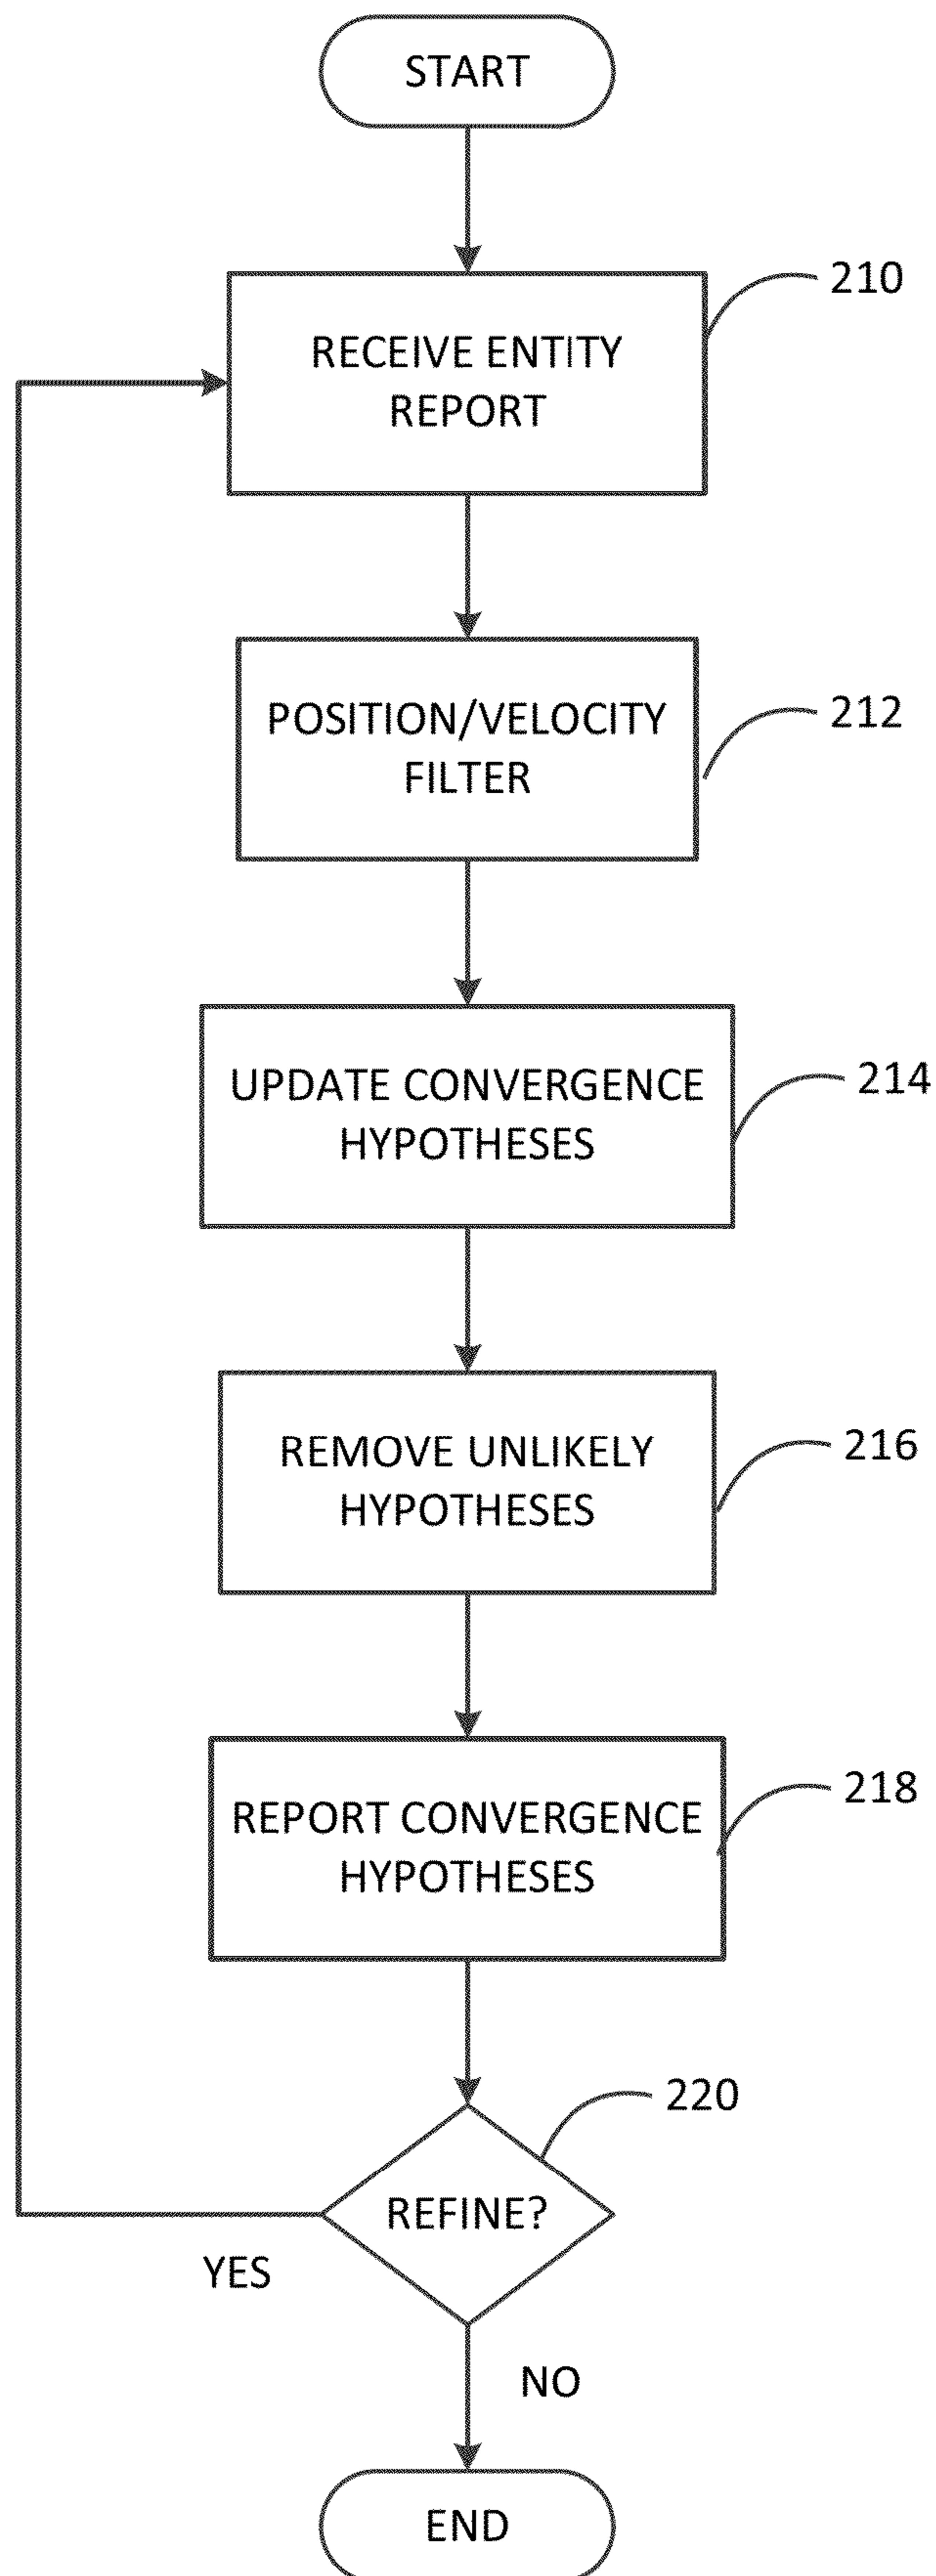 START
210
RECEIVE ENTITY
REPORT
212
POSITION/VELOCITY
FILTER
214
UPDATE CONVERGENCE
HYPOTHESES
216
REMOVE UNLIKELY
HYPOTHESES
218
REPORT CONVERGENCE
HYPOTHESES
220
REFINE?
YES
NO
END